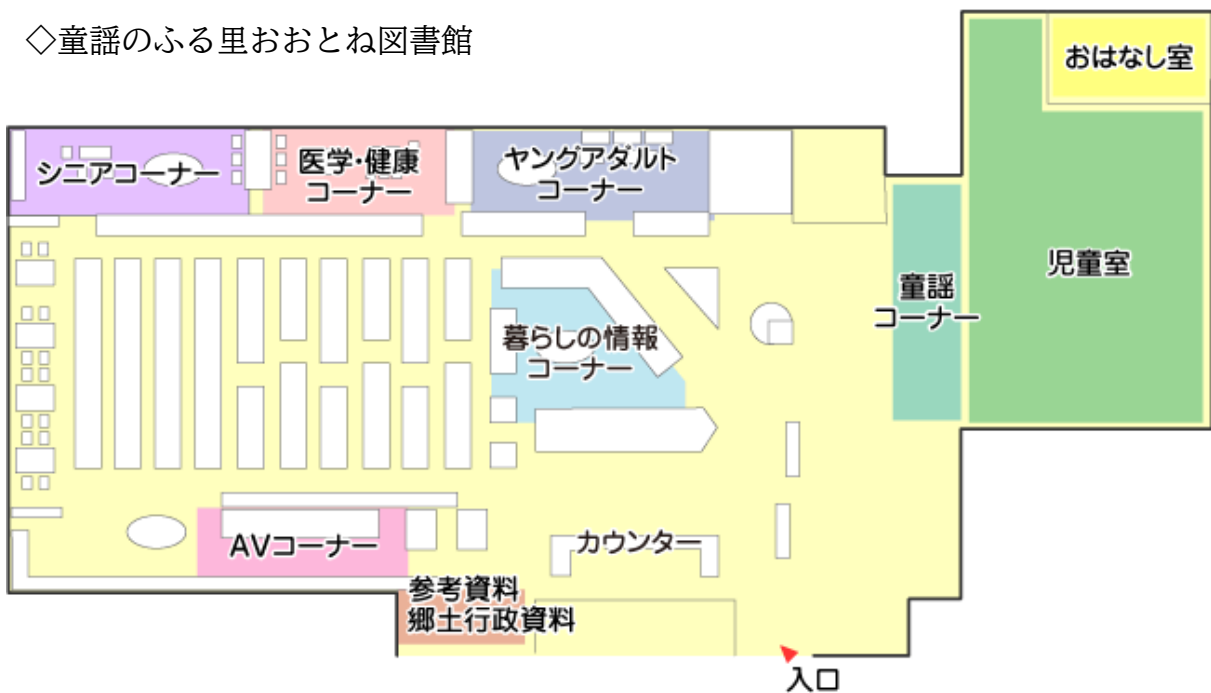 ◇童謡のふる里おおとね図書館
おはなし室
シニアコーナー
医学・健康
コーナー
ヤングアダルト
コーナー
児童室
童謡
コーナー
暮らしの情報
コーナー
AVコーナー
カウンター
参考資料
郷土行政資料
入口